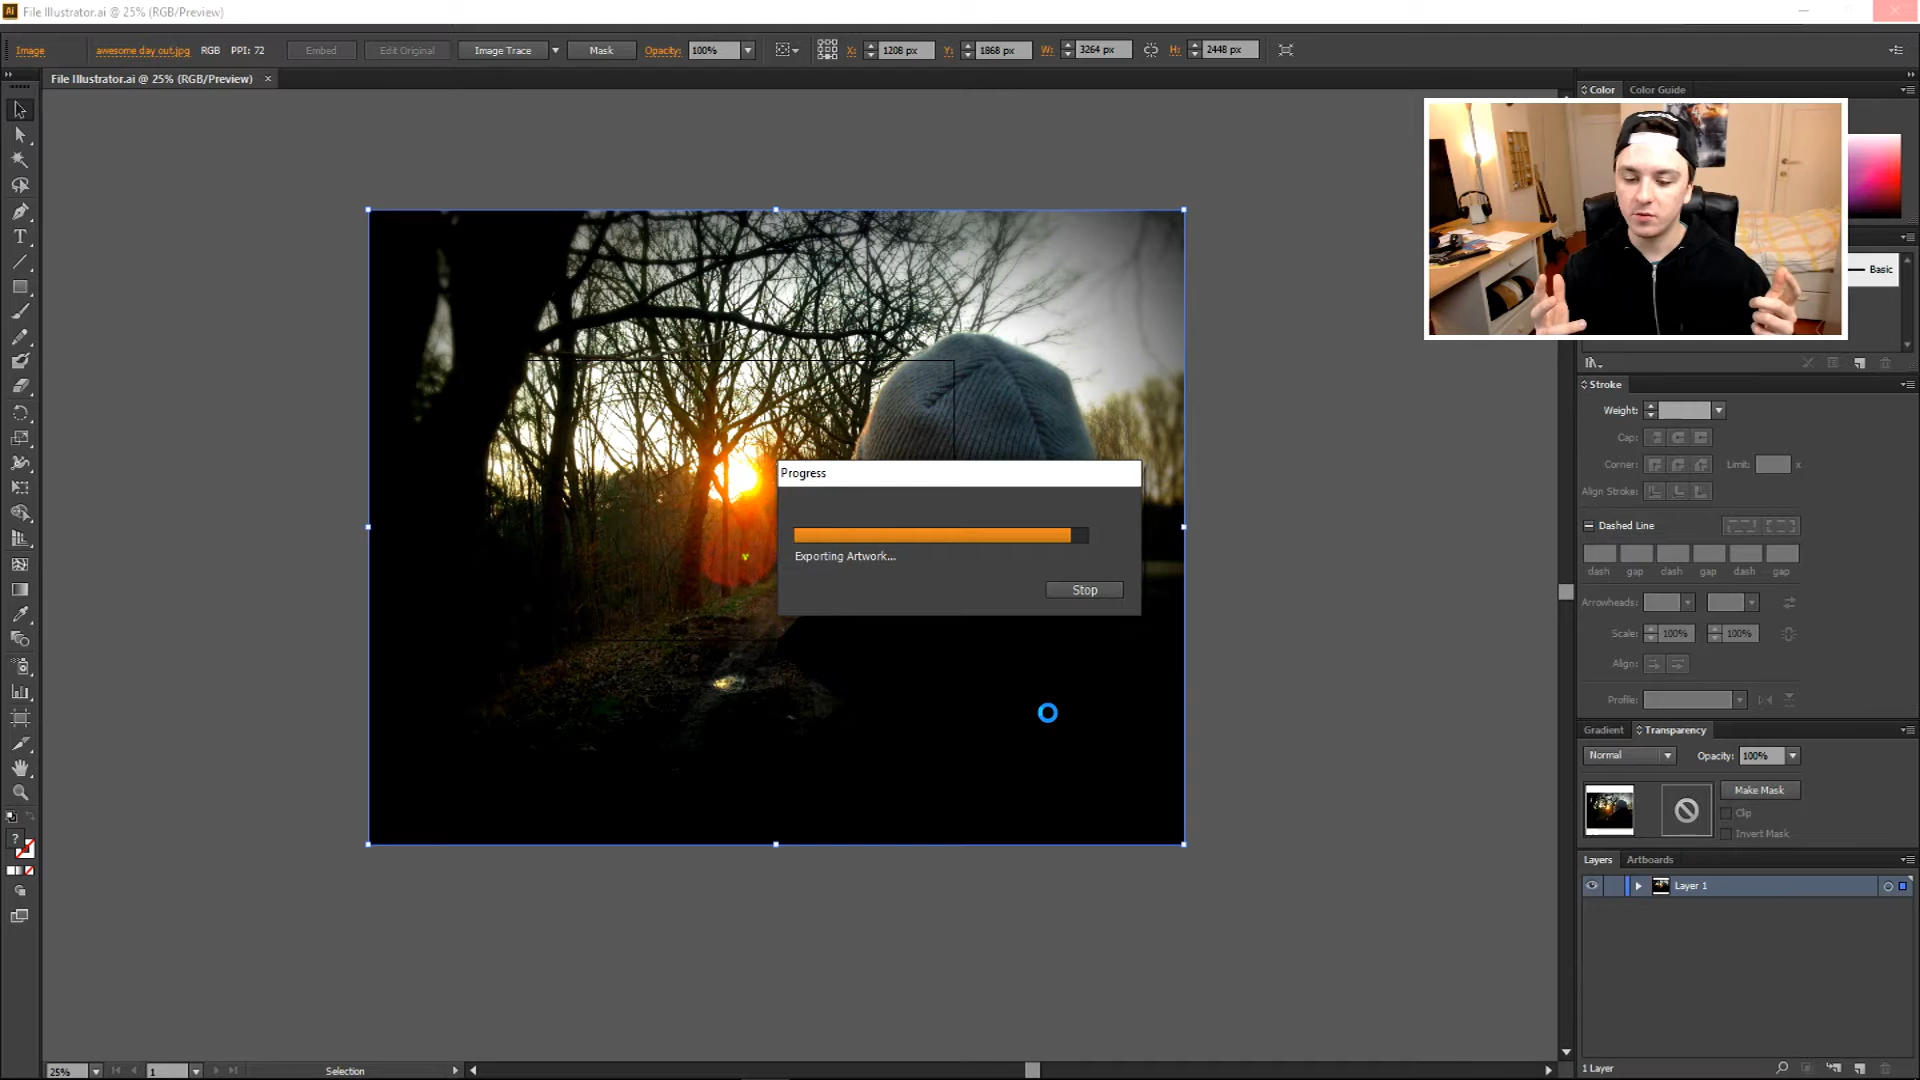 Ai File Illustrator.ai @ 25% (RGB/Preview)
Image awesome day out.jpg RGB PPI: 72 Embed Edit Original Image Trace Mask Opacity: 100% X: 1208 px Y: 1868 px W: 3264 px H: 2448 px
File Illustrator.ai @ 25% (RGB/Preview) ×
Color Color Guide
Basic
Stroke
Weight:
Cap:
Corner: Limit: x
Align Stroke:
Dashed Line
dash gap dash gap dash gap
Arrowheads:
Scale: 100% 100%
Align:
Profile:
Gradient Transparency
Normal Opacity: 100%
Make Mask
Clip
Invert Mask
Layers Artboards
Layer 1
1 Layer
Progress
Exporting Artwork...
Stop
25% 1 Selection